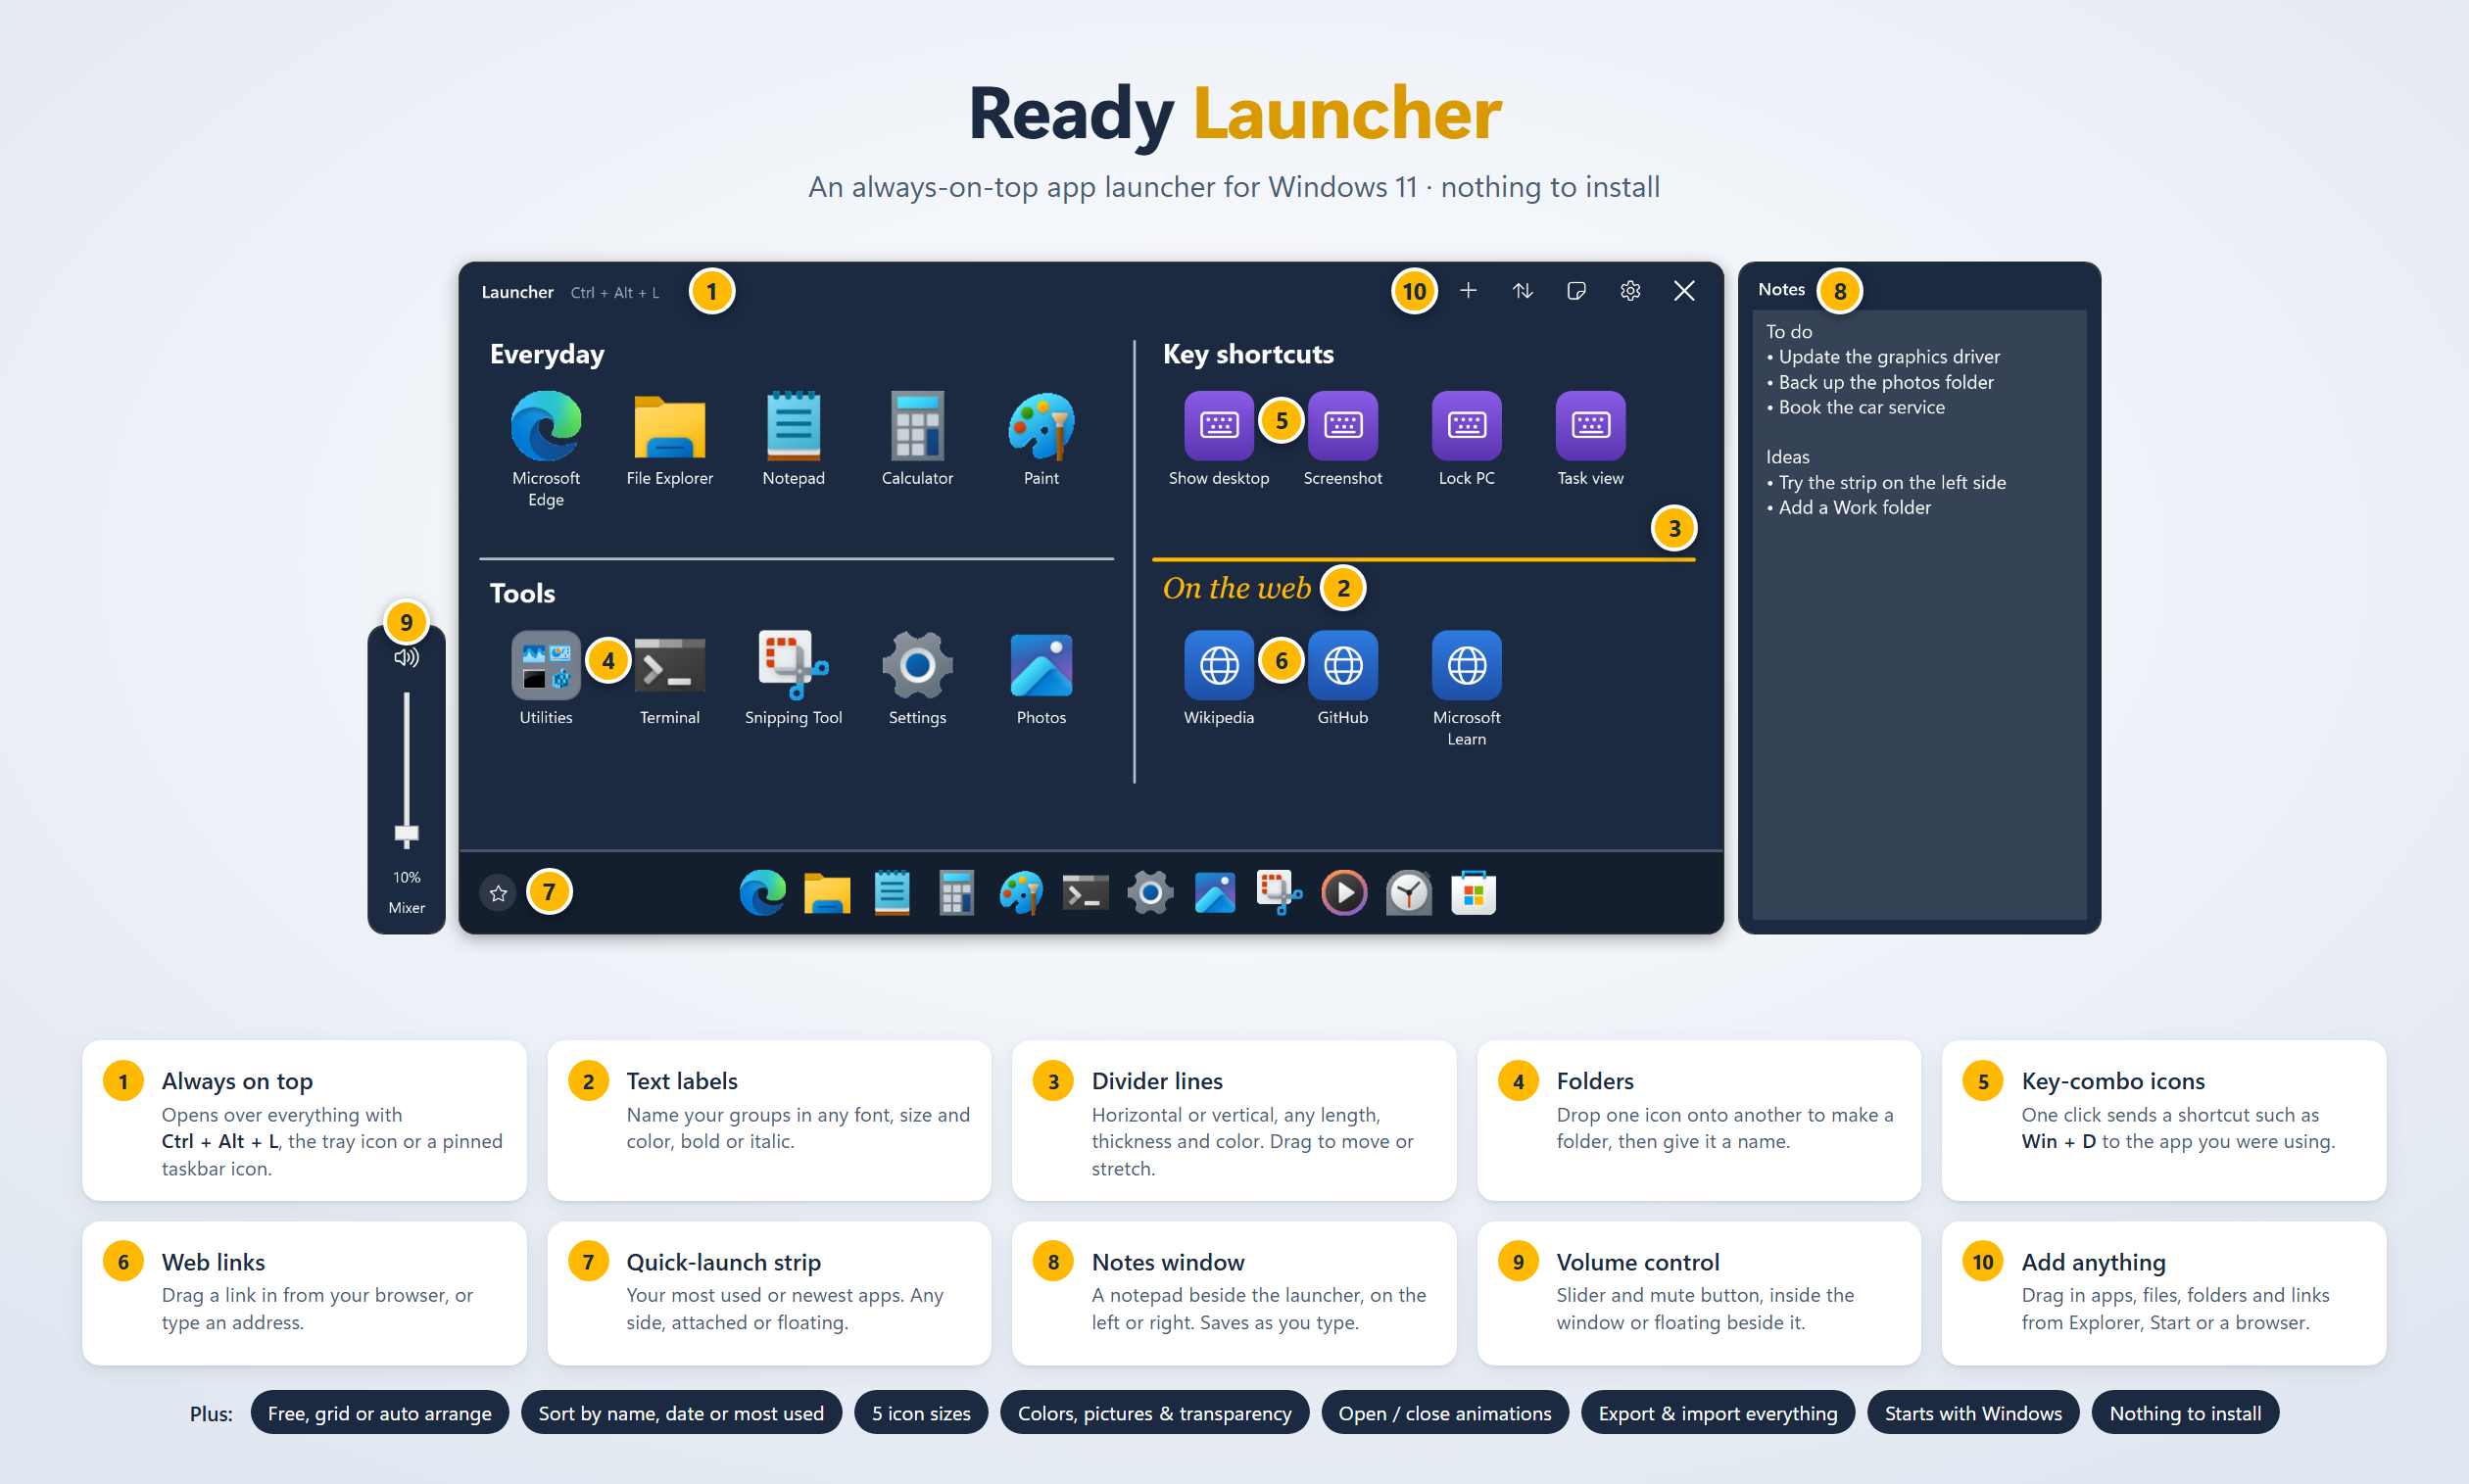 Ready Launcher
An always-on-top app launcher for Windows 11 · nothing to install
Launcher Ctrl + Alt + L 1
10
Everyday
Microsoft
Edge
File Explorer
Notepad
Calculator
Paint
Key shortcuts
5
Show desktop
Screenshot
Lock PC
Task view
3
Tools
4
Utilities
Terminal
Snipping Tool
Settings
Photos
On the web 2
6
Wikipedia
GitHub
Microsoft
Learn
7
Notes 8
To do
• Update the graphics driver
• Back up the photos folder
• Book the car service
Ideas
• Try the strip on the left side
• Add a Work folder
9
10%
Mixer
1 Always on top
Opens over everything with
Ctrl + Alt + L, the tray icon or a pinned
taskbar icon.
2 Text labels
Name your groups in any font, size and
color, bold or italic.
3 Divider lines
Horizontal or vertical, any length,
thickness and color. Drag to move or
stretch.
4 Folders
Drop one icon onto another to make a
folder, then give it a name.
5 Key-combo icons
One click sends a shortcut such as
Win + D to the app you were using.
6 Web links
Drag a link in from your browser, or
type an address.
7 Quick-launch strip
Your most used or newest apps. Any
side, attached or floating.
8 Notes window
A notepad beside the launcher, on the
left or right. Saves as you type.
9 Volume control
Slider and mute button, inside the
window or floating beside it.
10 Add anything
Drag in apps, files, folders and links
from Explorer, Start or a browser.
Plus: Free, grid or auto arrange Sort by name, date or most used 5 icon sizes Colors, pictures & transparency Open / close animations Export & import everything Starts with Windows Nothing to install